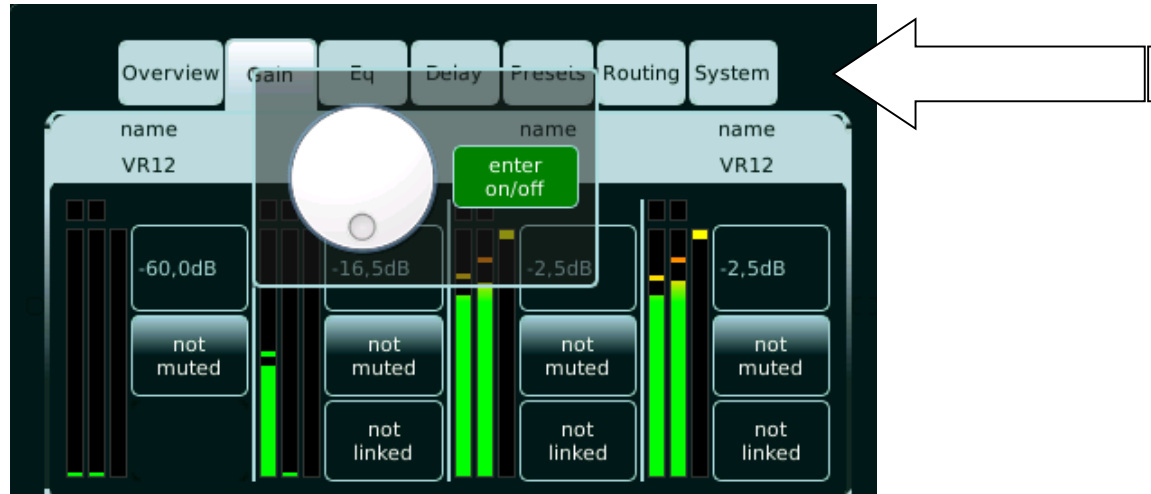 Overview Gain Eq Delay Presets Routing System
name name name
VR12 VR12
enter
on/off
-60,0dB -16,5dB -2,5dB -2,5dB
not not not not
muted muted muted muted
not not not
linked linked linked